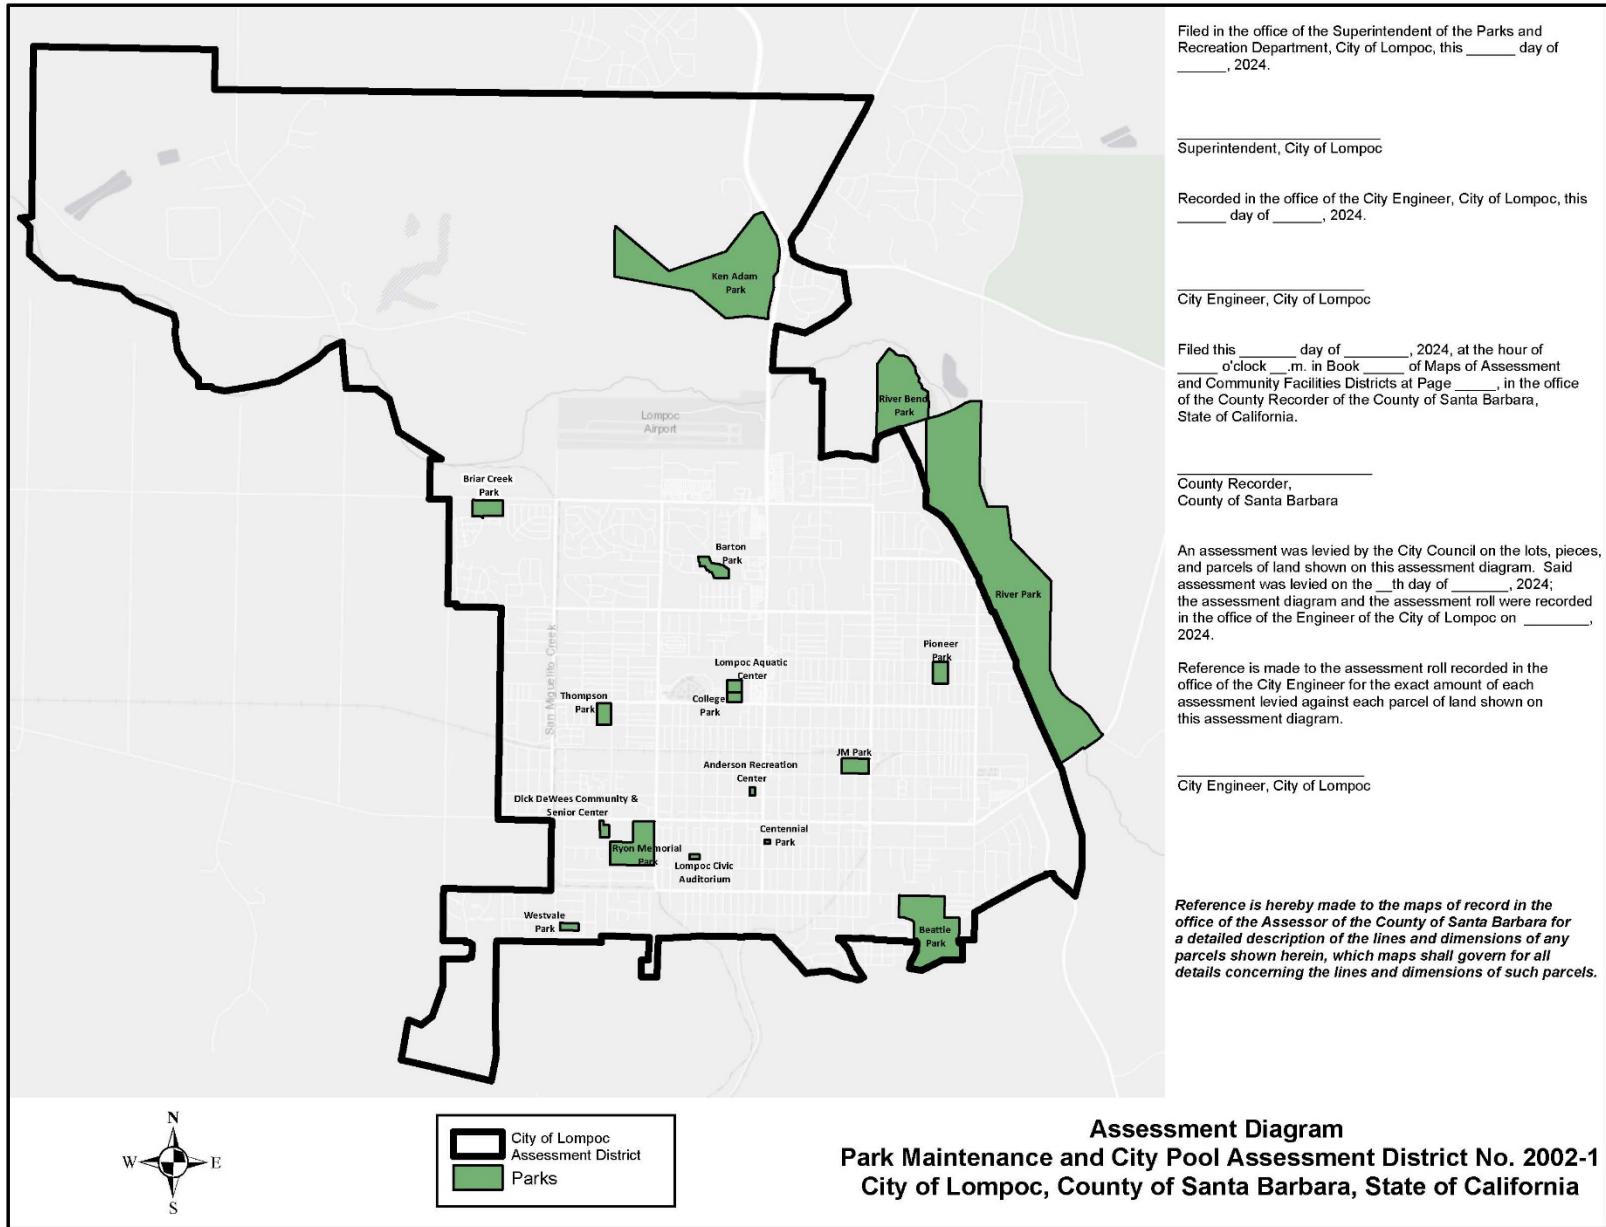 Filed in the office of the Superintendent of the Parks and
Recreation Department, City of Lompoc, this ______ day of
______, 2024.
Superintendent, City of Lompoc
Recorded in the office of the City Engineer, City of Lompoc, this
______ day of ______, 2024.
City Engineer, City of Lompoc
Filed this _______ day of ________, 2024, at the hour of
_____ o'clock __.m. in Book _____ of Maps of Assessment
and Community Facilities Districts at Page _____, in the office
of the County Recorder of the County of Santa Barbara,
State of California.
County Recorder,
County of Santa Barbara
An assessment was levied by the City Council on the lots, pieces,
and parcels of land shown on this assessment diagram. Said
assessment was levied on the __th day of _______, 2024;
the assessment diagram and the assessment roll were recorded
in the office of the Engineer of the City of Lompoc on ________,
2024.
Reference is made to the assessment roll recorded in the
office of the City Engineer for the exact amount of each
assessment levied against each parcel of land shown on
this assessment diagram.
City Engineer, City of Lompoc
Reference is hereby made to the maps of record in the
office of the Assessor of the County of Santa Barbara for
a detailed description of the lines and dimensions of any
parcels shown herein, which maps shall govern for all
details concerning the lines and dimensions of such parcels.
Ken Adam
Park
River Bend
Park
Lompoc
Airport
Briar Creek
Park
Barton
Park
River Park
Pioneer
Park
Lompoc Aquatic
Center
College
Park
Thompson
Park
San Miguelito Creek
JM Park
Anderson Recreation
Center
Dick DeWees Community &
Senior Center
Centennial
Park
Ryon Memorial
Park
Lompoc Civic
Auditorium
Westvale
Park
Beattie
Park
N
W
E
S
City of Lompoc
Assessment District
Parks
Assessment Diagram
Park Maintenance and City Pool Assessment District No. 2002-1
City of Lompoc, County of Santa Barbara, State of California